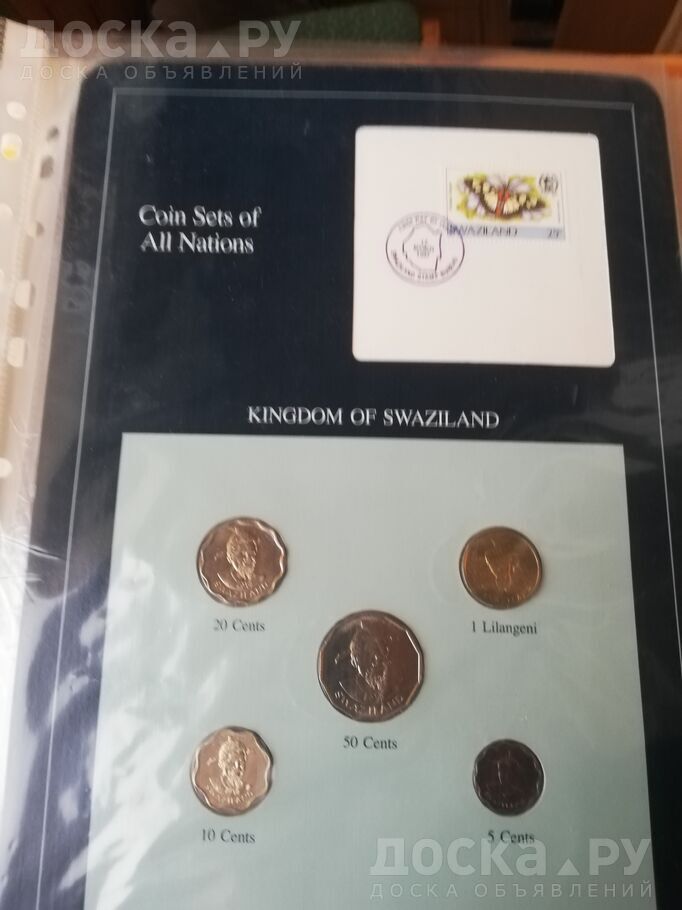 ДОСКА.РУ
ДОСКА ОБЪЯВЛЕНИЙ
Coin Sets of
All Nations
SWAZILAND
KINGDOM OF SWAZILAND
SWAZILAND
20 Cents
1 Lilangeni
SWAZILAND
50 Cents
10 Cents
5 Cents
ДОСКА.РУ
ДОСКА ОБЪЯВЛЕНИЙ